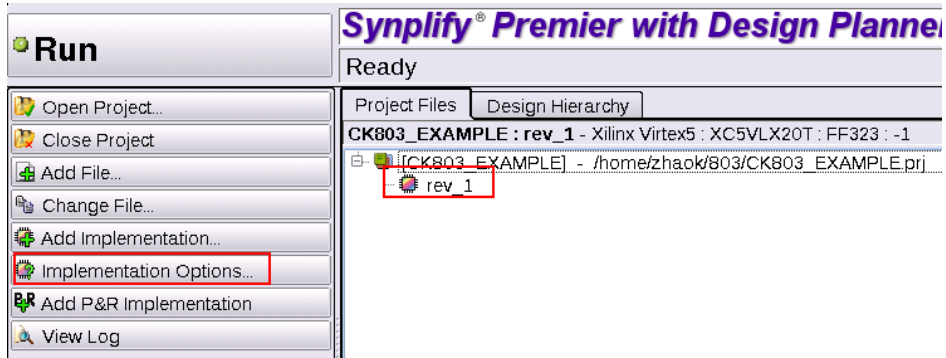 Run
Synplify® Premier with Design Planner
Ready
Open Project...
Close Project
Add File...
Change File...
Add Implementation...
Implementation Options...
Add P&R Implementation
View Log
Project Files
Design Hierarchy
CK803_EXAMPLE : rev_1 - Xilinx Virtex5 : XC5VLX20T : FF323 : -1
[CK803_EXAMPLE] - /home/zhaok/803/CK803_EXAMPLE.prj
rev_1